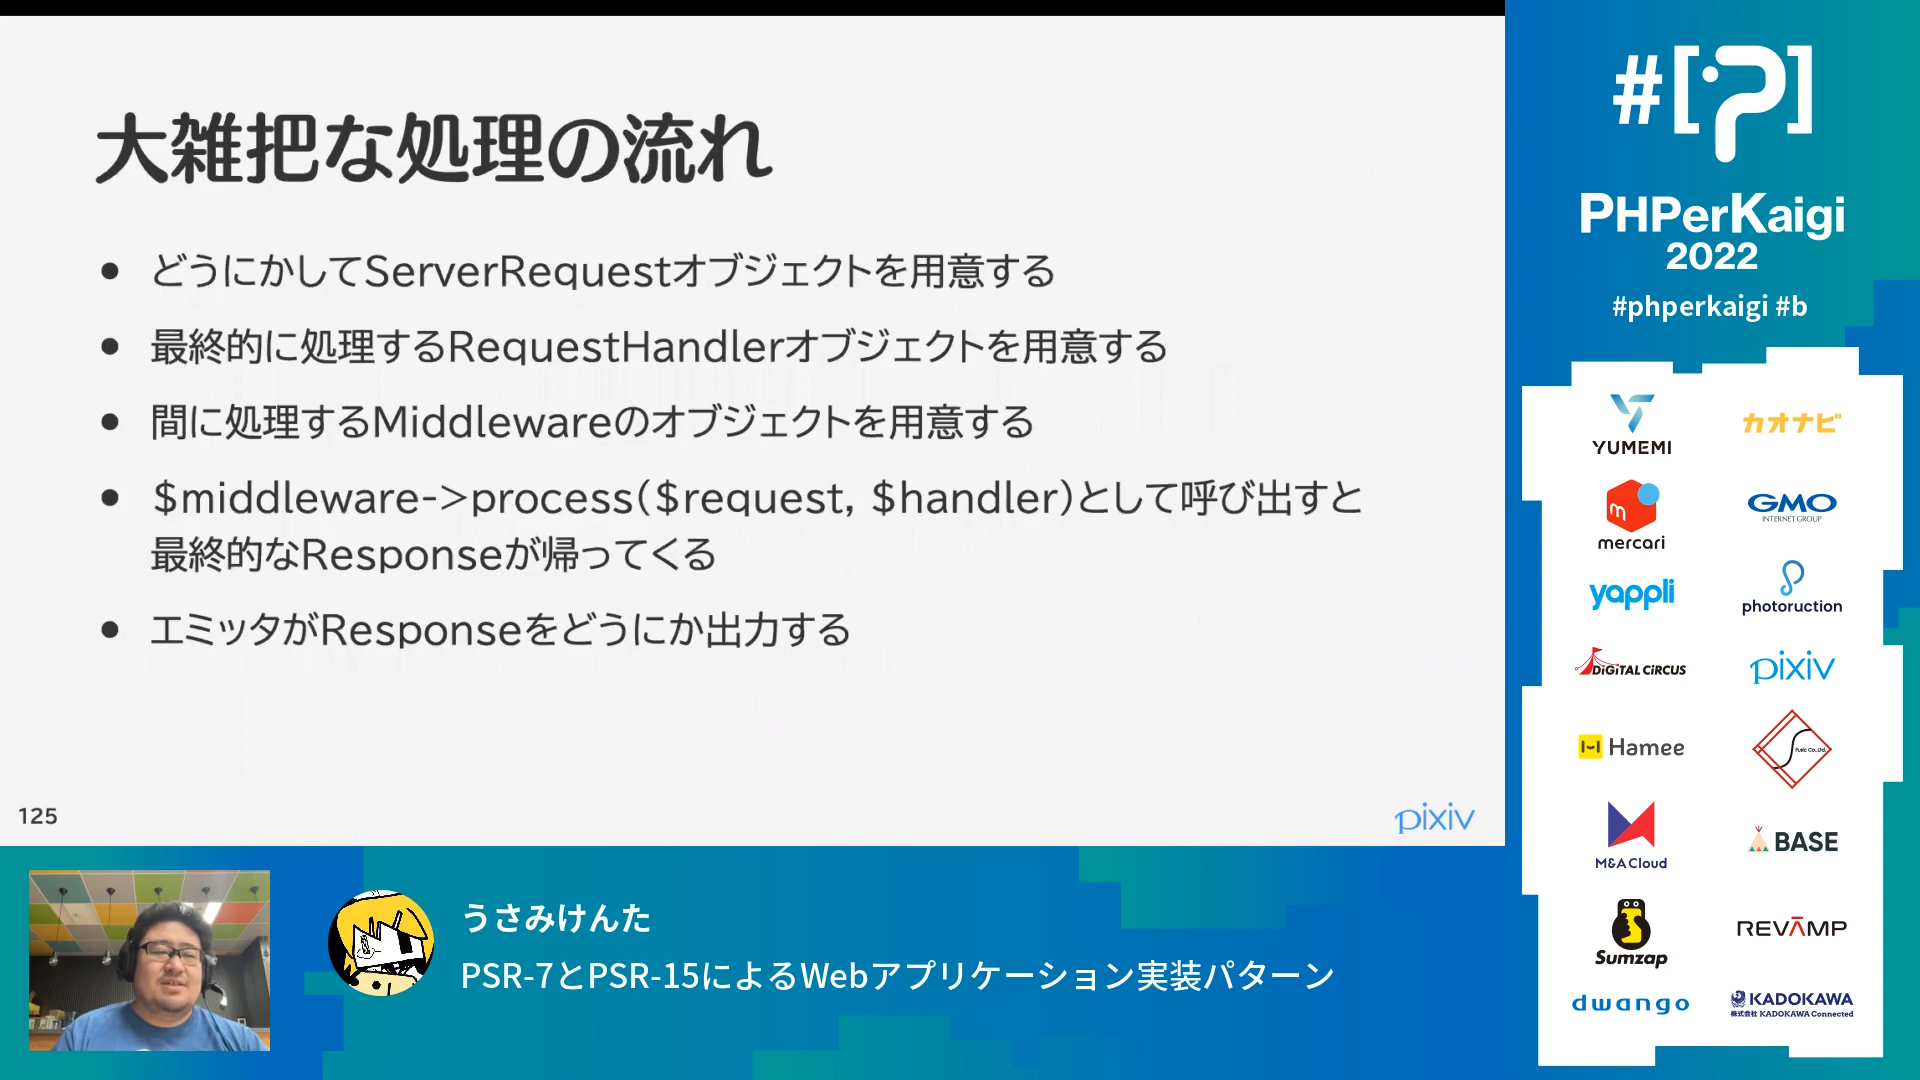 大雑把な処理の流れ
● どうにかしてServerRequestオブジェクトを用意する
● 最終的に処理するRequestHandlerオブジェクトを用意する
● 間に処理するMiddlewareのオブジェクトを用意する
● $middleware->process($request, $handler)として呼び出すと
最終的なResponseが帰ってくる
● エミッタがResponseをどうにか出力する
125
pixiv
うさみけんた
PSR-7とPSR-15によるWebアプリケーション実装パターン
#[P]
PHPerKaigi
2022
#phperkaigi #b
YUMEMI
カオナビ
mercari
GMO
INTERNET GROUP
yappli
photoruction
DIGITAL CIRCUS
pixiv
Hamee
Fusic Co.,Ltd.
M&A Cloud
BASE
Sumzap
REVAMP
dwango
KADOKAWA
株式会社 KADOKAWA Connected